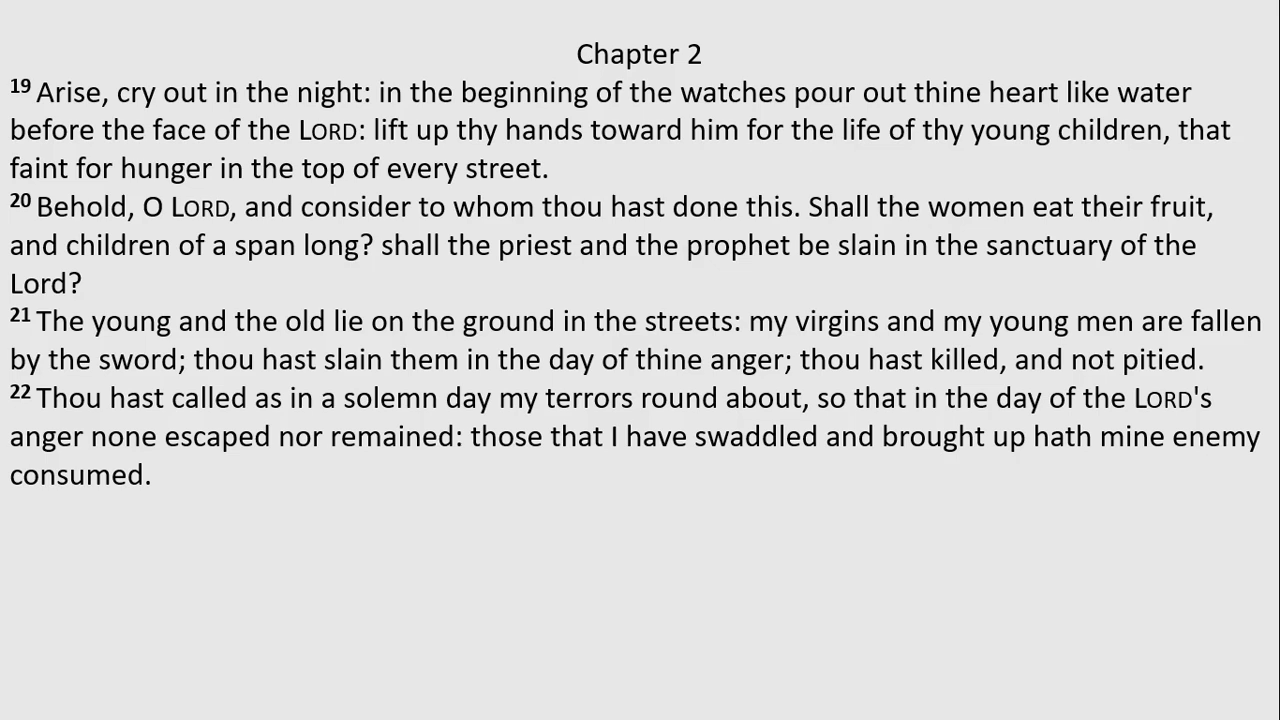 Chapter 2
19 Arise, cry out in the night: in the beginning of the watches pour out thine heart like water
before the face of the LORD: lift up thy hands toward him for the life of thy young children, that
faint for hunger in the top of every street.
20 Behold, O LORD, and consider to whom thou hast done this. Shall the women eat their fruit,
and children of a span long? shall the priest and the prophet be slain in the sanctuary of the
Lord?
21 The young and the old lie on the ground in the streets: my virgins and my young men are fallen
by the sword; thou hast slain them in the day of thine anger; thou hast killed, and not pitied.
22 Thou hast called as in a solemn day my terrors round about, so that in the day of the LORD's
anger none escaped nor remained: those that I have swaddled and brought up hath mine enemy
consumed.